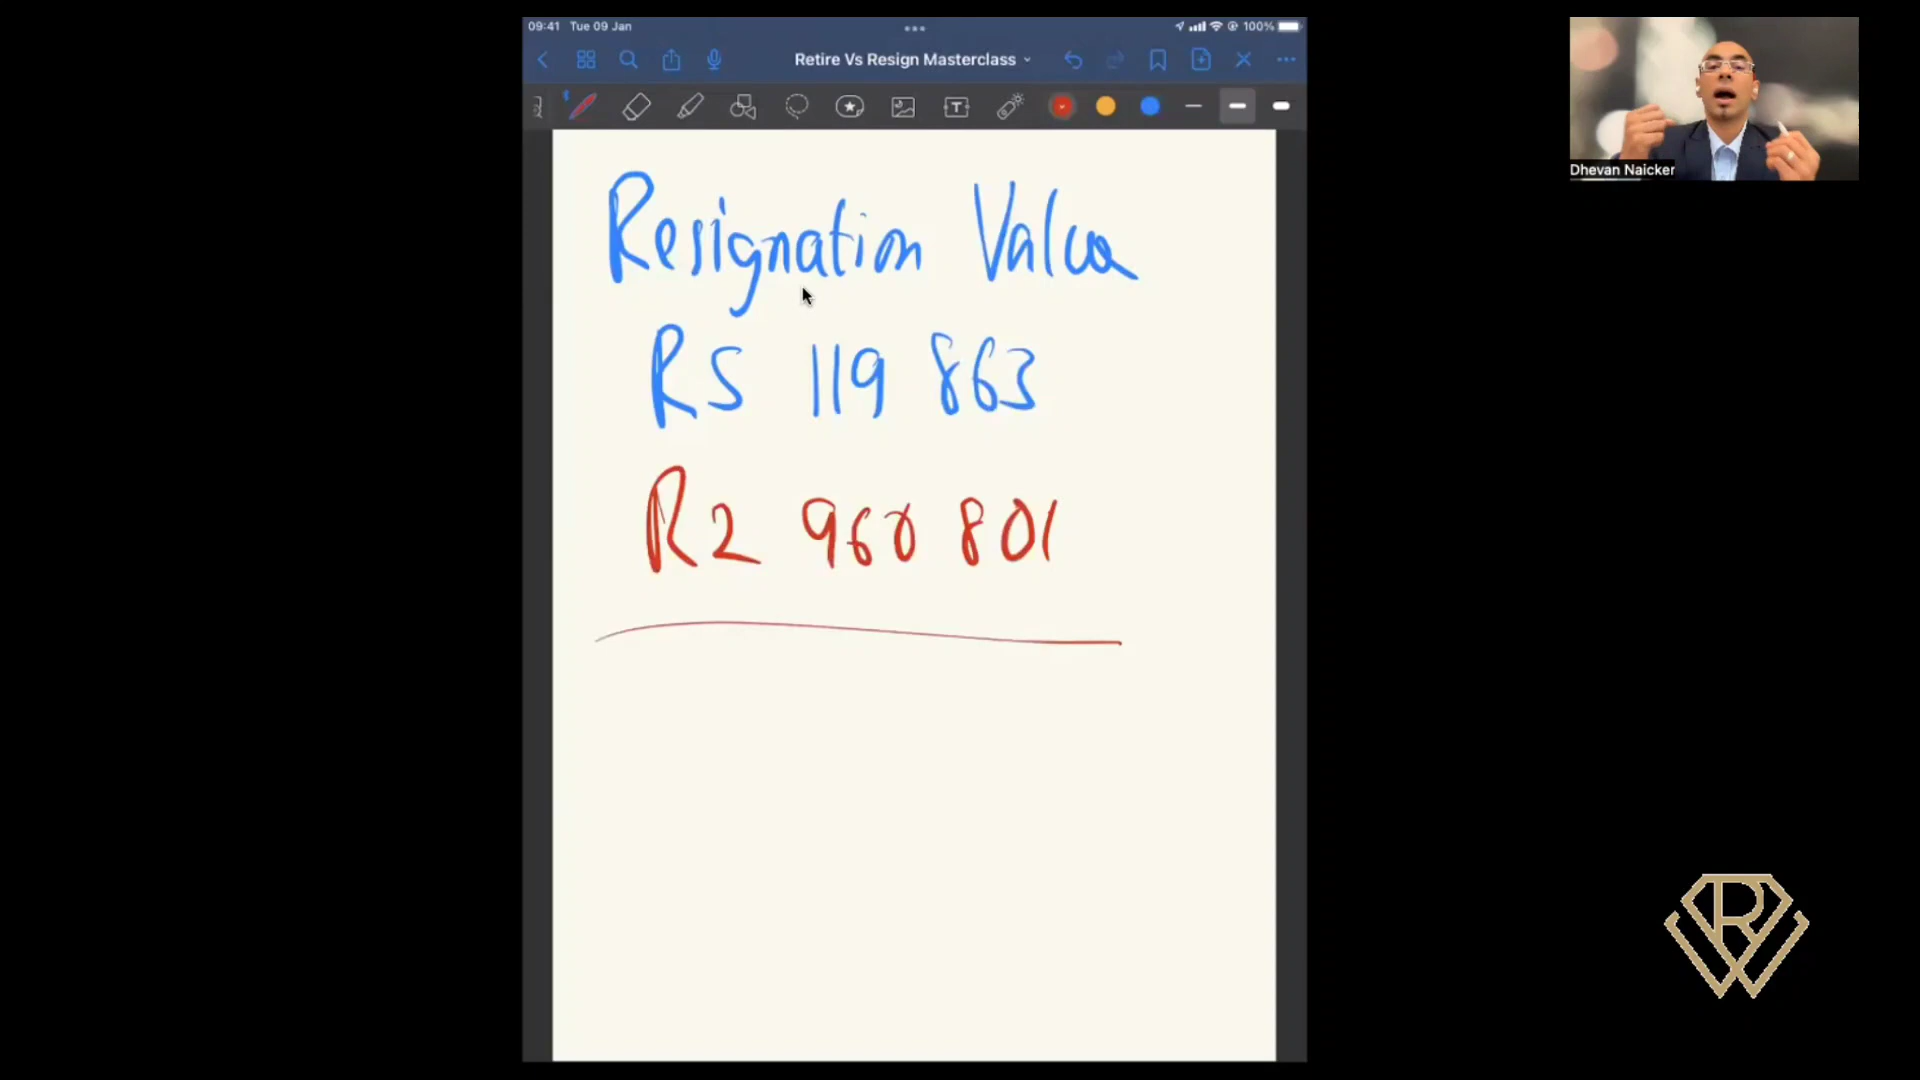 09:41 Tue 09 Jan
100%
Retire Vs Resign Masterclass
Dhevan Naicker
Resignation Value
R5 119 863
R2 960 801
RW